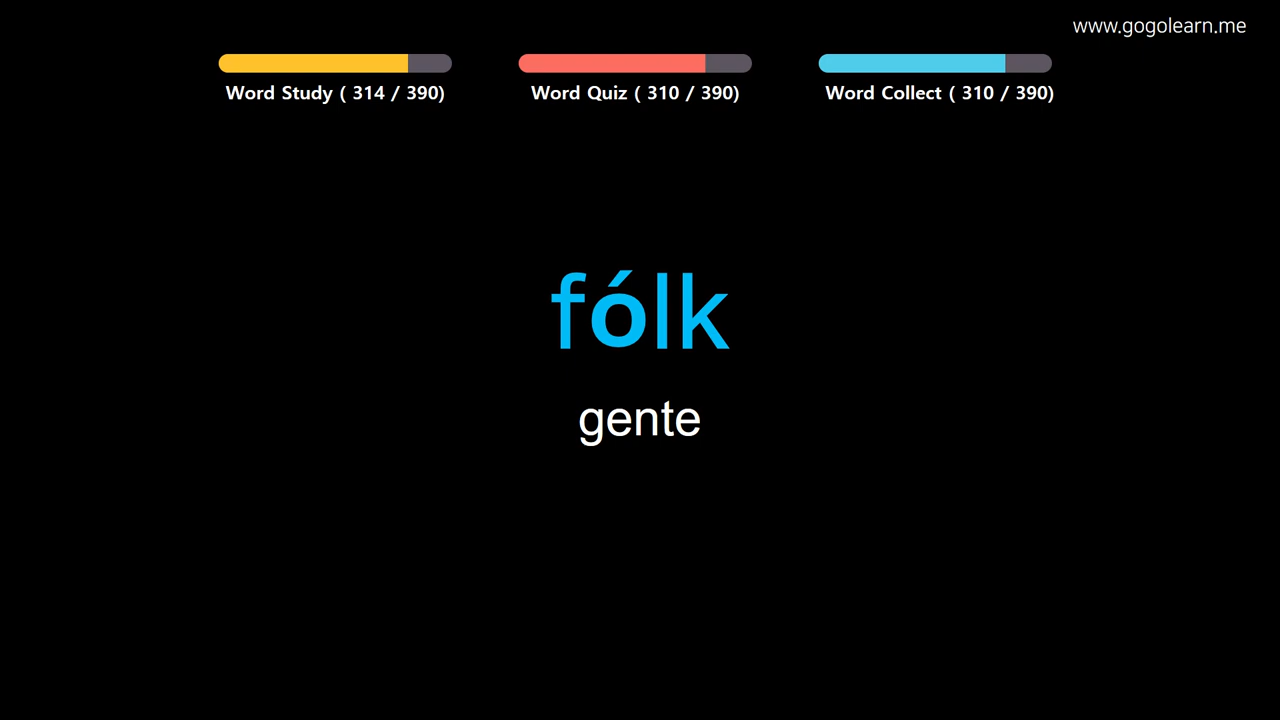 www.gogolearn.me
Word Study ( 314 / 390)
Word Quiz ( 310 / 390)
Word Collect ( 310 / 390)
fólk
gente